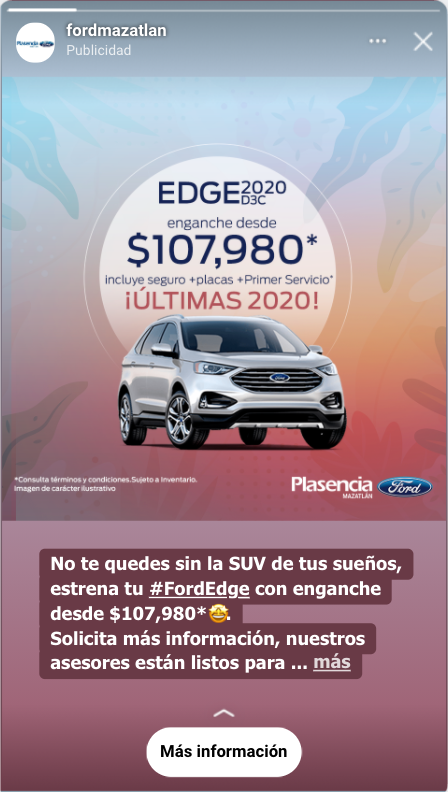 fordmazatlan
Publicidad
EDGE 2020
D3C
enganche desde
$107,980*
incluye seguro +placas +Primer Servicio*
¡ÚLTIMAS 2020!
*Consulta términos y condiciones.Sujeto a Inventario.
Imagen de carácter ilustrativo
Plasencia
MAZATLÁN
Ford
No te quedes sin la SUV de tus sueños,
estrena tu #FordEdge con enganche
desde $107,980*🤩.
Solicita más información, nuestros
asesores están listos para ... más
Más información